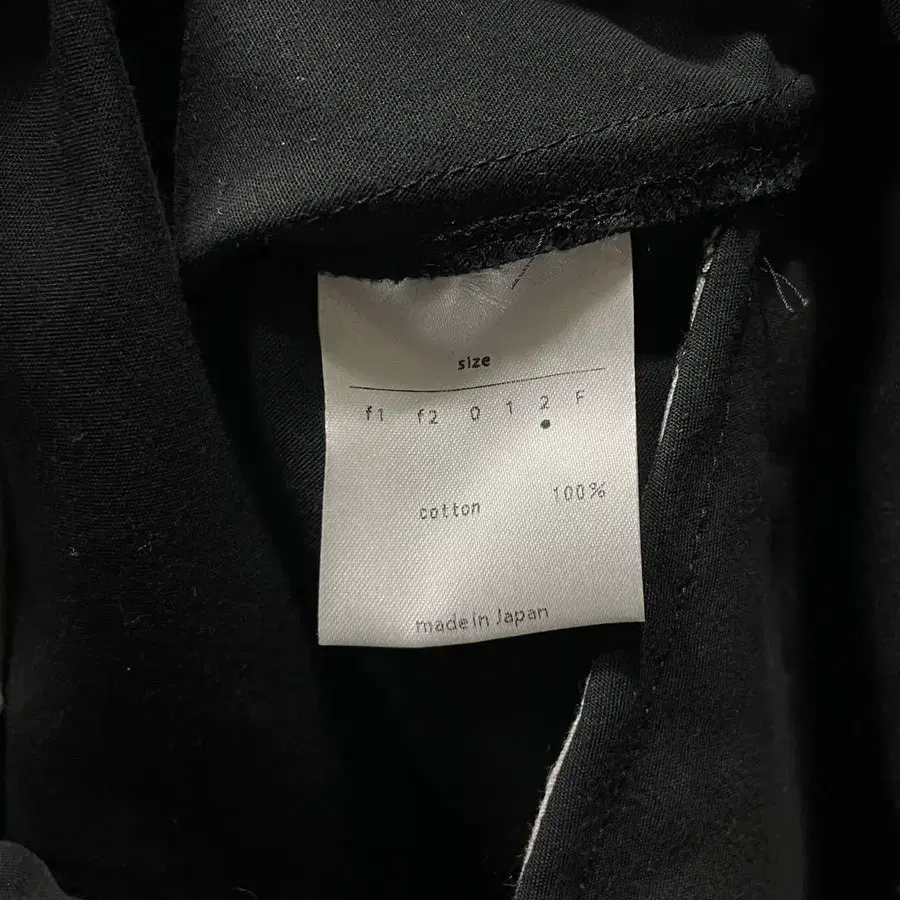 size
f1 f2 0 1 2 F
cotton 100%
made in Japan